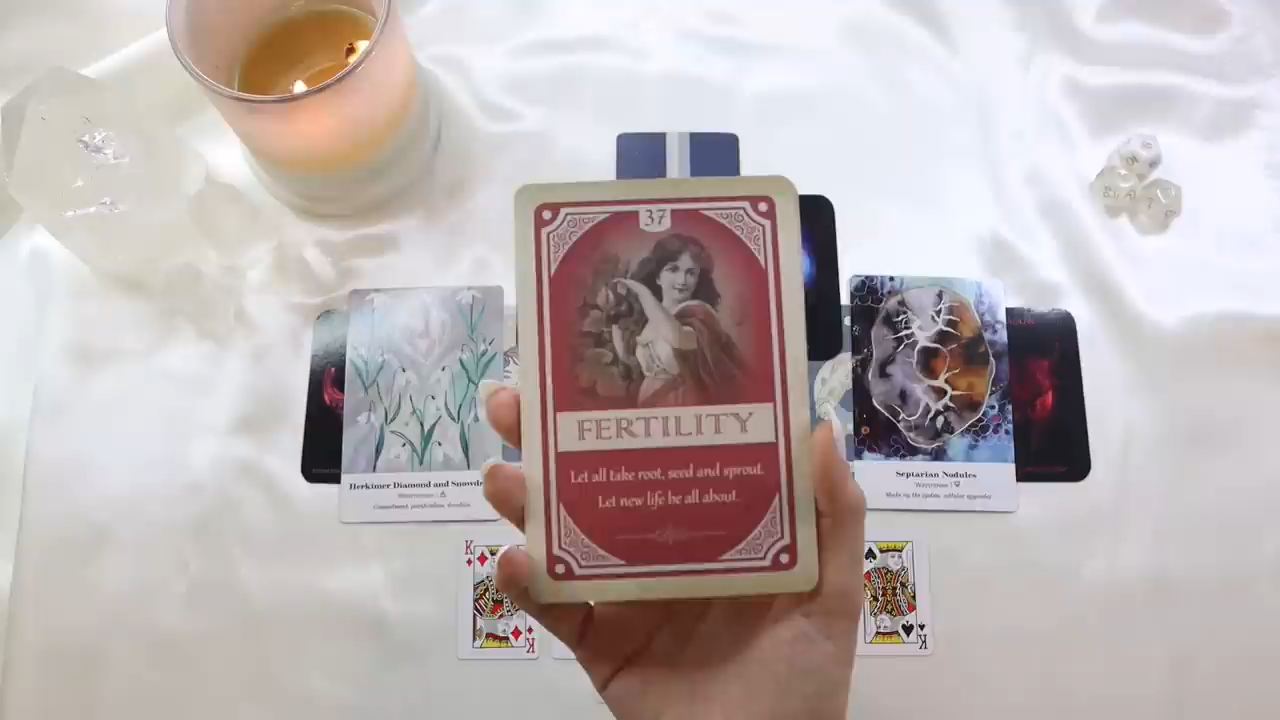 37
FERTILITY
Let all take root, seed and sprout.
Let new life be all about.
Herkimer Diamond and
Septarian Nodules
K
K
K